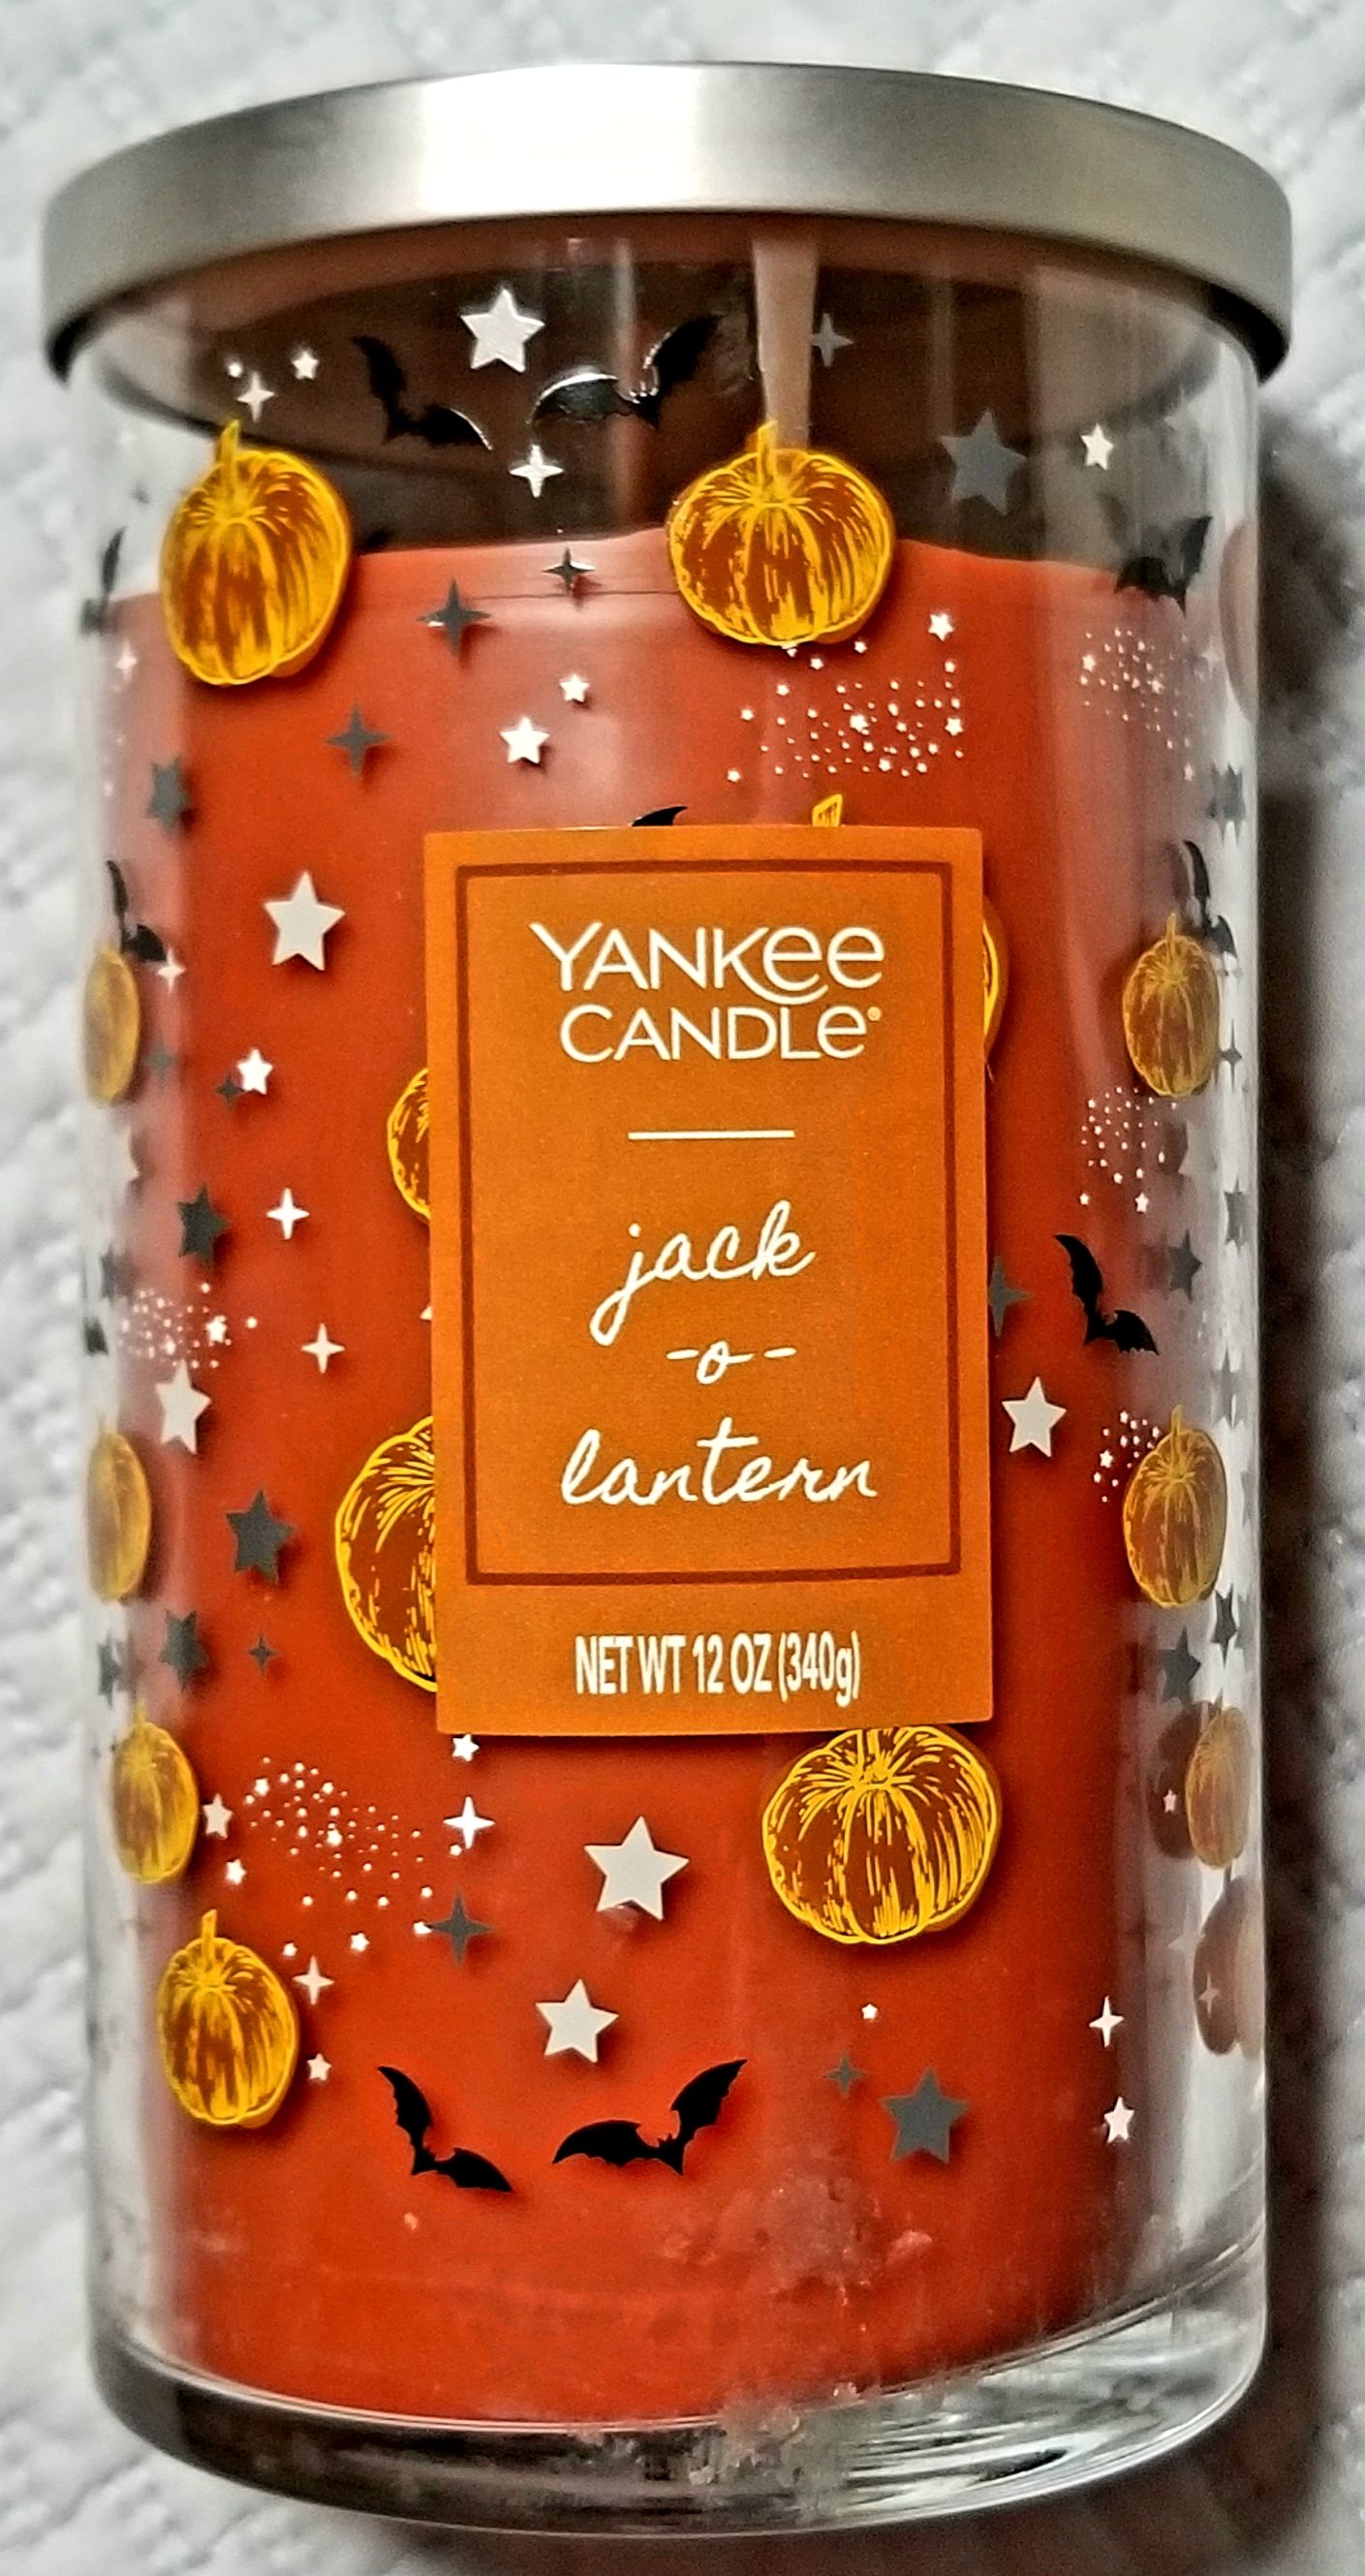 YANKee
CANDLe®
jack
-o-
lantern
NET WT 12 OZ (340g)